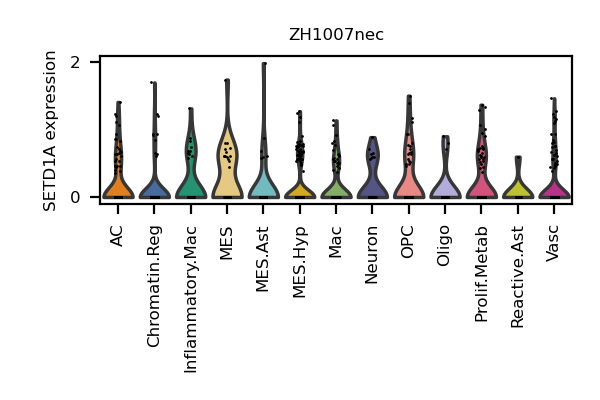 ZH1007nec
SETD1A expression
2
0
AC
Chromatin.Reg
Inflammatory.Mac
MES
MES.Ast
MES.Hyp
Mac
Neuron
OPC
Oligo
Prolif.Metab
Reactive.Ast
Vasc